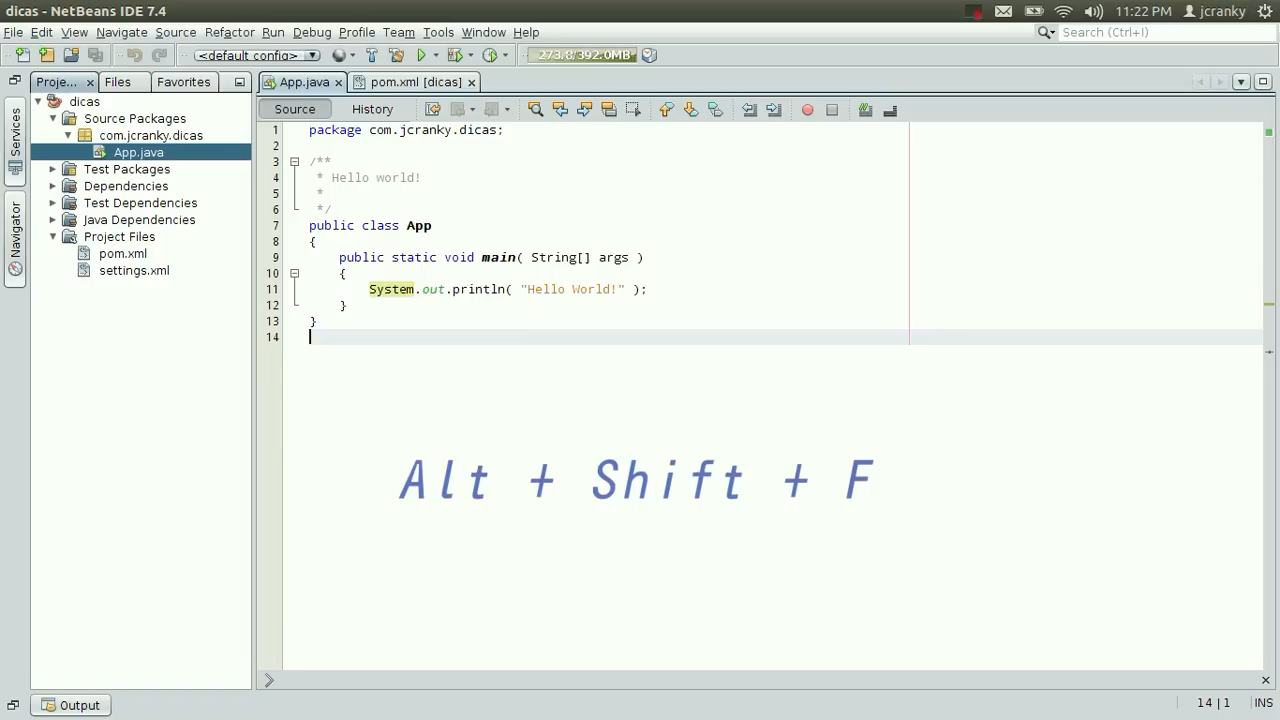 dicas - NetBeans IDE 7.4
11:22 PM jcranky
File Edit View Navigate Source Refactor Run Debug Profile Team Tools Window Help
Search (Ctrl+I)
<default config>
273.8/392.0MB
Proje... Files Favorites
App.java pom.xml [dicas]
Source History
Services
Navigator
dicas
Source Packages
com.jcranky.dicas
App.java
Test Packages
Dependencies
Test Dependencies
Java Dependencies
Project Files
pom.xml
settings.xml
1 package com.jcranky.dicas;
2
3 /**
4 * Hello world!
5 *
6 */
7 public class App
8 {
9 public static void main( String[] args )
10 {
11 System.out.println( "Hello World!" );
12 }
13 }
14
Alt + Shift + F
Output
14 | 1 INS